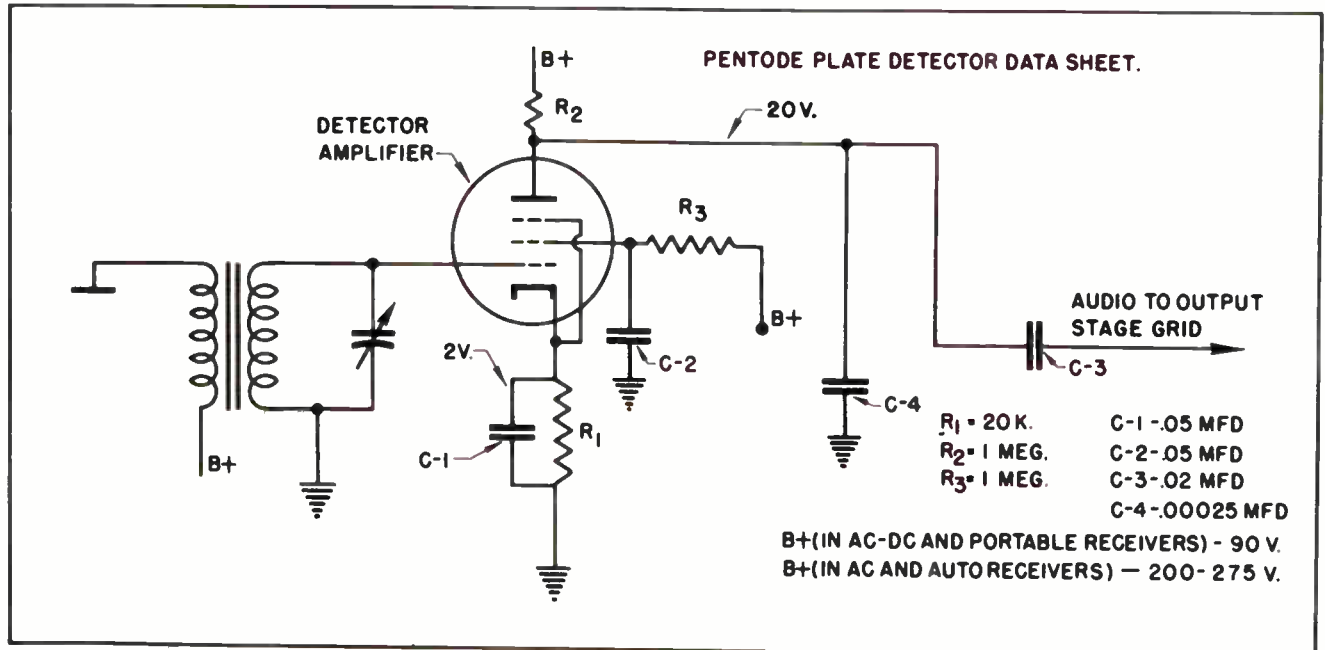 PENTODE PLATE DETECTOR DATA SHEET.
B+
R2
20V.
DETECTOR
AMPLIFIER
R3
B+
AUDIO TO OUTPUT
STAGE GRID
C-3
2V.
C-2
C-4
R1
C-1
B+
R1 = 20 K.
R2= 1 MEG.
R3= 1 MEG.
C-1-.05 MFD
C-2-.05 MFD
C-3-.02 MFD
C-4-.00025 MFD
B+(IN AC-DC AND PORTABLE RECEIVERS) - 90 V.
B+(IN AC AND AUTO RECEIVERS) — 200-275 V.